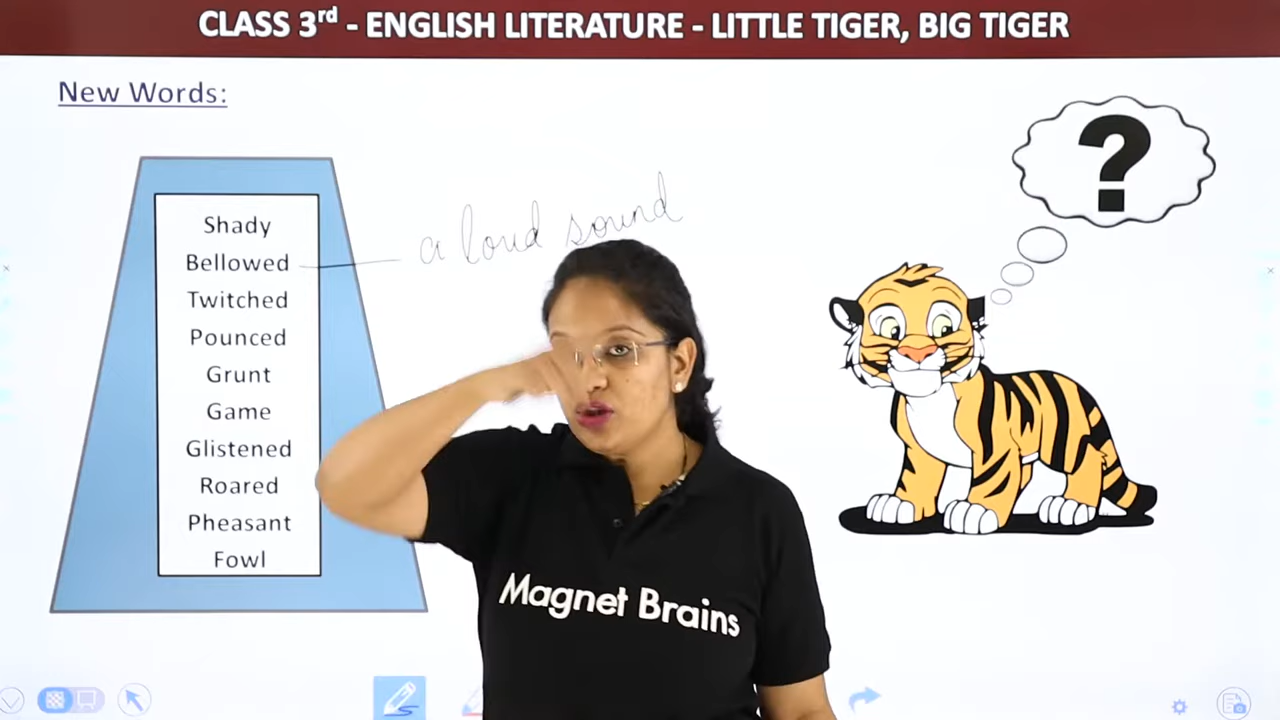 CLASS 3rd - ENGLISH LITERATURE - LITTLE TIGER, BIG TIGER
New Words:
?
Shady
Bellowed
a loud sound
Twitched
Pounced
Grunt
Game
Glistened
Roared
Pheasant
Fowl
Magnet Brains